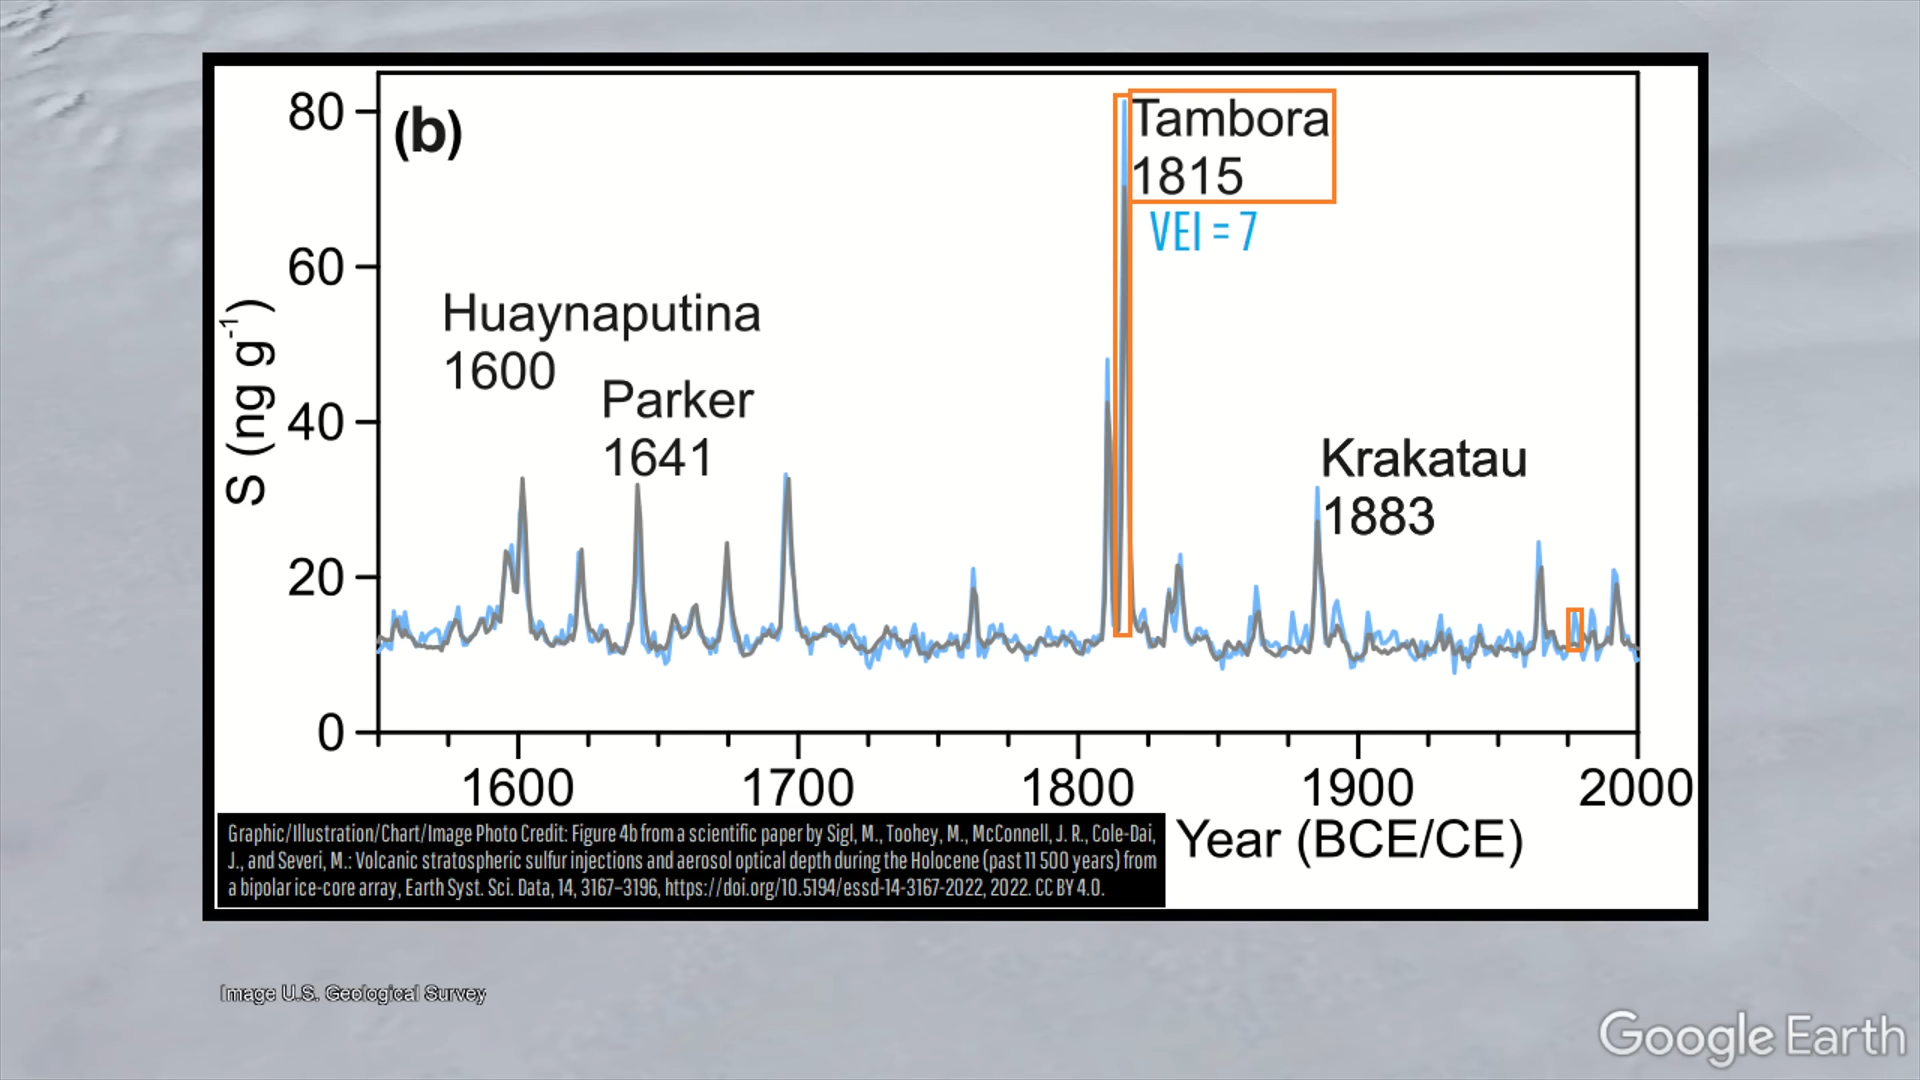 80
(b)
Tambora
1815
VEI = 7
60
Huaynaputina
1600
Parker
1641
S (ng g-1)
40
Krakatau
1883
20
0
1600 1700 1800 1900 2000
Year (BCE/CE)
Graphic/Illustration/Chart/Image Photo Credit: Figure 4b from a scientific paper by Sigl, M., Toohey, M., McConnell, J. R., Cole-Dai,
J., and Severi, M.: Volcanic stratospheric sulfur injections and aerosol optical depth during the Holocene (past 11 500 years) from
a bipolar ice-core array, Earth Syst. Sci. Data, 14, 3167–3196, https://doi.org/10.5194/essd-14-3167-2022, 2022. CC BY 4.0.
Image U.S. Geological Survey
Google Earth